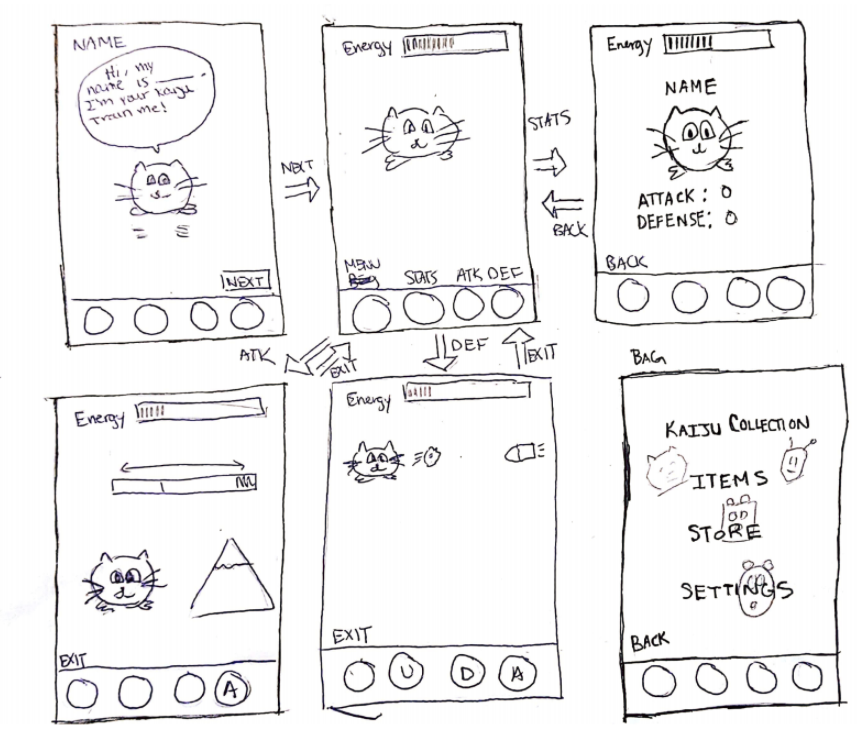 NAME
Hi, my
name is ____.
I'm your kaiju
Train me!
NEXT
NEXT
Energy
MENU
STATS ATK DEF
STATS
BACK
Energy
NAME
ATTACK: 0
DEFENSE: 0
BACK
ATK
EXIT
DEF
EXIT
Energy
EXIT
A
Energy
EXIT
U D A
BAG
KAIJU COLLECTION
ITEMS
STORE
SETTINGS
BACK